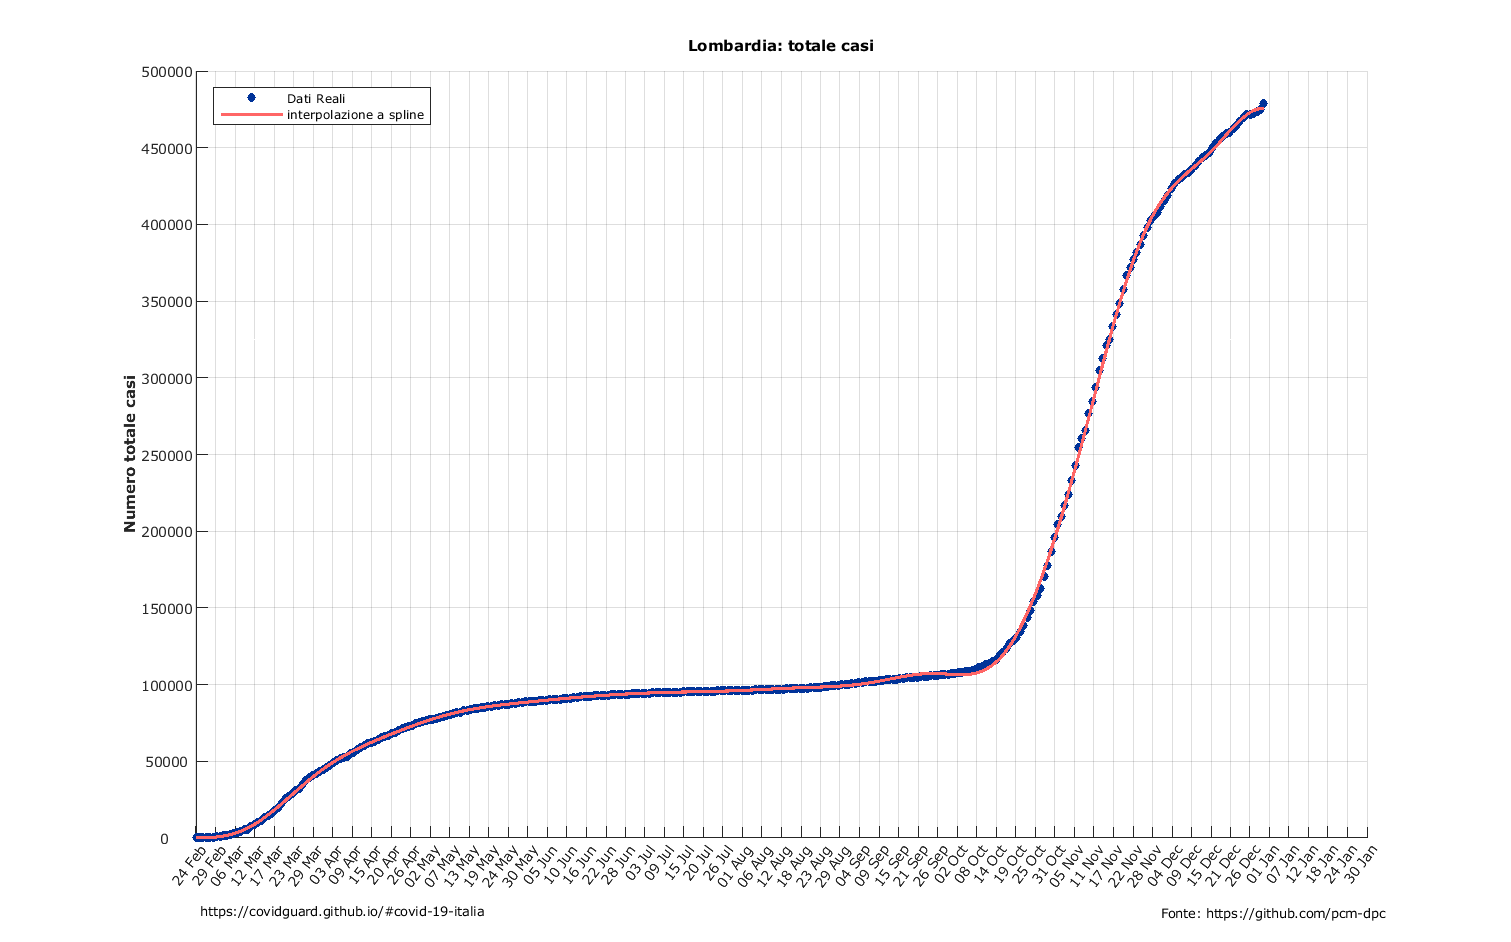 Lombardia: totale casi
Dati Reali
interpolazione a spline
Numero totale casi
500000
450000
400000
350000
300000
250000
200000
150000
100000
50000
0
24 Feb
29 Feb
06 Mar
12 Mar
17 Mar
23 Mar
29 Mar
03 Apr
09 Apr
15 Apr
20 Apr
26 Apr
02 May
07 May
13 May
19 May
24 May
30 May
05 Jun
10 Jun
16 Jun
22 Jun
28 Jun
03 Jul
09 Jul
15 Jul
20 Jul
26 Jul
01 Aug
06 Aug
12 Aug
18 Aug
23 Aug
29 Aug
04 Sep
09 Sep
15 Sep
21 Sep
26 Sep
02 Oct
08 Oct
14 Oct
19 Oct
25 Oct
31 Oct
05 Nov
11 Nov
17 Nov
22 Nov
28 Nov
04 Dec
09 Dec
15 Dec
21 Dec
26 Dec
01 Jan
07 Jan
12 Jan
18 Jan
24 Jan
30 Jan
https://covidguard.github.io/#covid-19-italia
Fonte: https://github.com/pcm-dpc